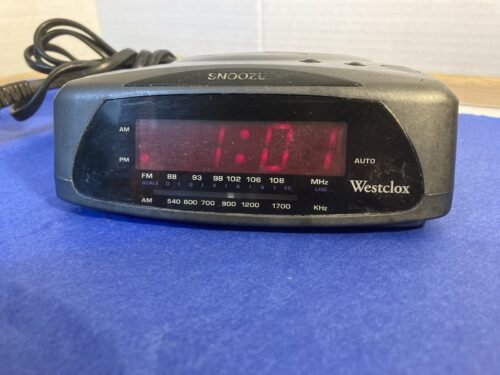 SNOOZE
AM
1:01
PM
AUTO
FM 88 93 98 102 106 108 MHz
SCALE 0 1 2 3 4 5 6 7 8 9 10 LOG
Westclox
AM 540 600 700 900 1200 1700 KHz